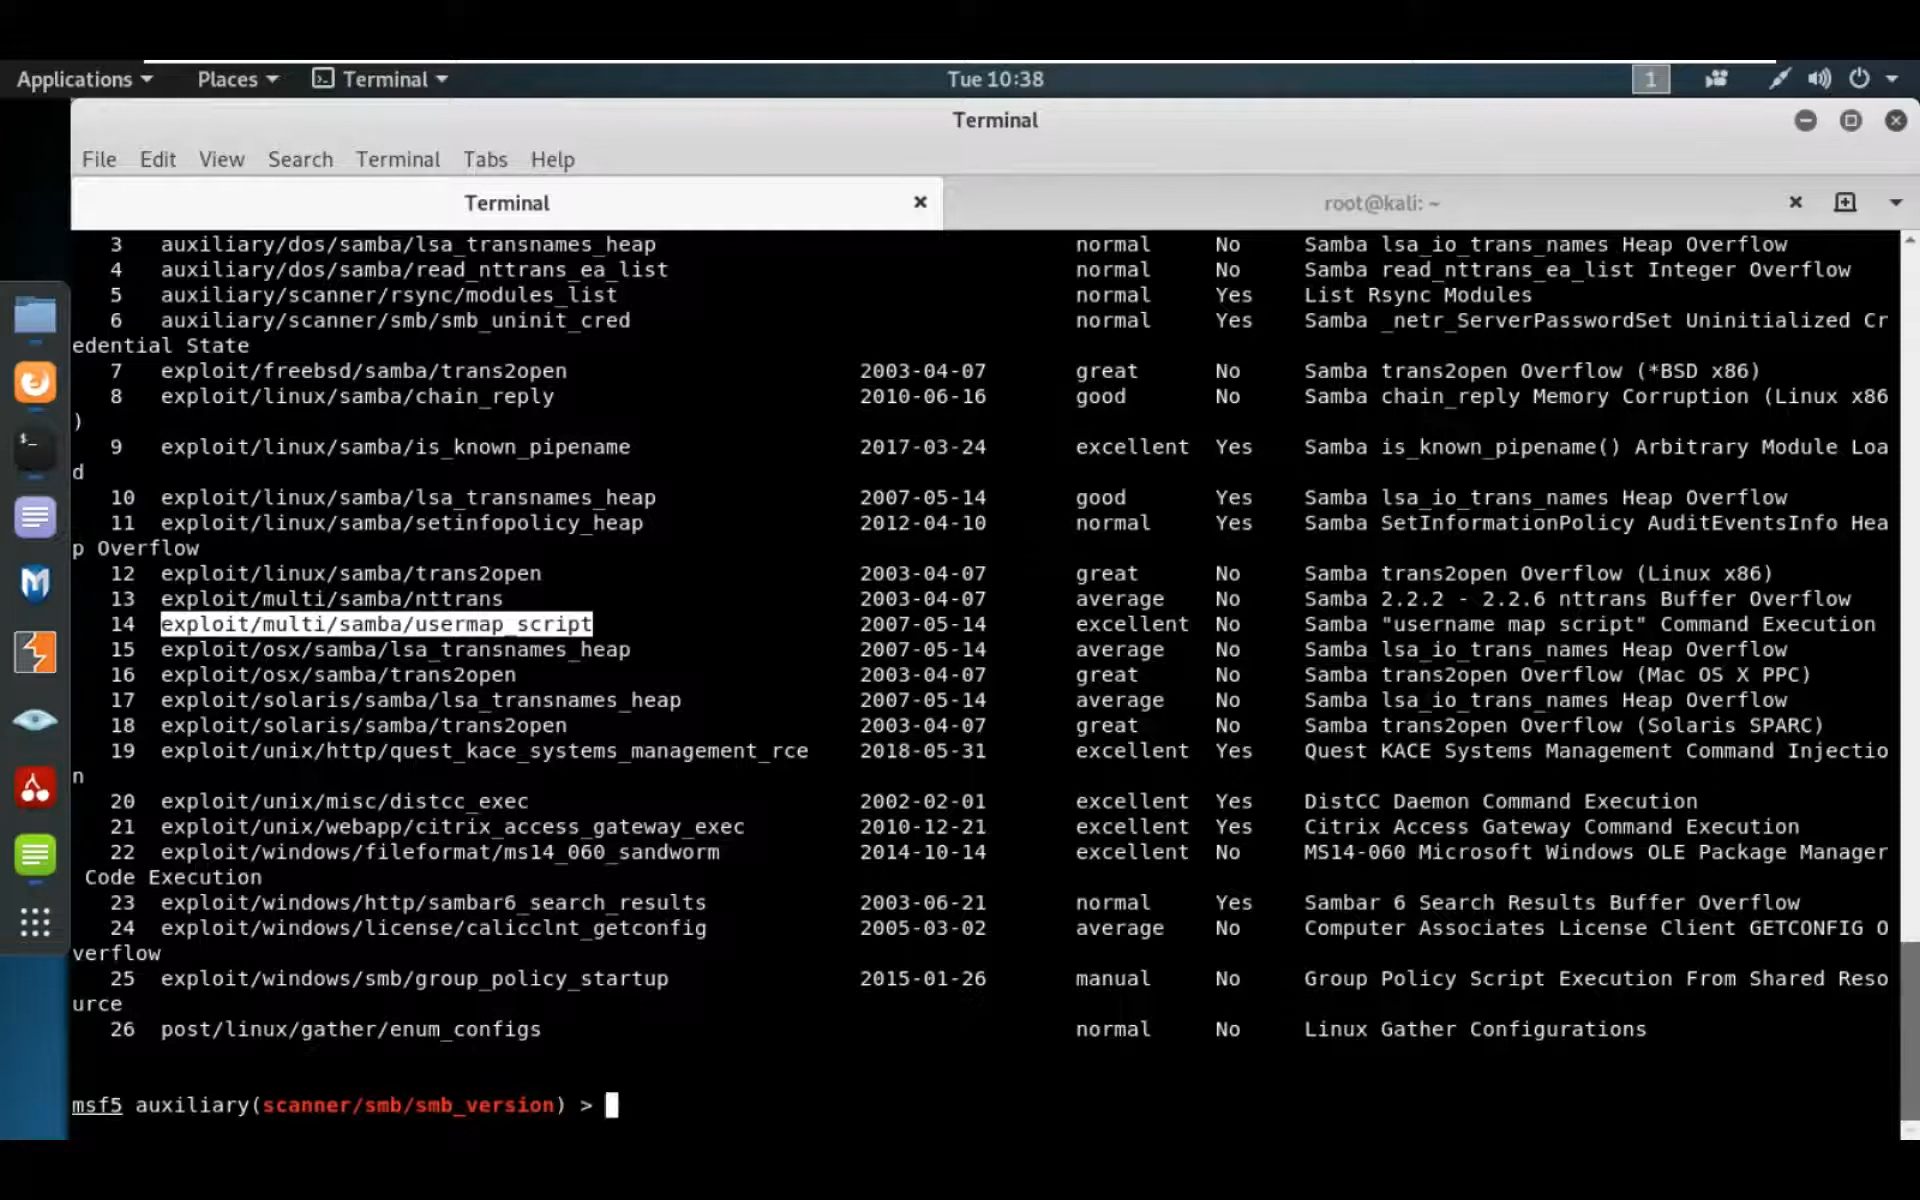 Applications Places Terminal Tue 10:38 1
Terminal
File Edit View Search Terminal Tabs Help
Terminal root@kali: ~
3 auxiliary/dos/samba/lsa_transnames_heap normal No Samba lsa_io_trans_names Heap Overflow
4 auxiliary/dos/samba/read_nttrans_ea_list normal No Samba read_nttrans_ea_list Integer Overflow
5 auxiliary/scanner/rsync/modules_list normal Yes List Rsync Modules
6 auxiliary/scanner/smb/smb_uninit_cred normal Yes Samba _netr_ServerPasswordSet Uninitialized Cr
edential State
7 exploit/freebsd/samba/trans2open 2003-04-07 great No Samba trans2open Overflow (*BSD x86)
8 exploit/linux/samba/chain_reply 2010-06-16 good No Samba chain_reply Memory Corruption (Linux x86
)
9 exploit/linux/samba/is_known_pipename 2017-03-24 excellent Yes Samba is_known_pipename() Arbitrary Module Loa
d
10 exploit/linux/samba/lsa_transnames_heap 2007-05-14 good Yes Samba lsa_io_trans_names Heap Overflow
11 exploit/linux/samba/setinfopolicy_heap 2012-04-10 normal Yes Samba SetInformationPolicy AuditEventsInfo Hea
p Overflow
12 exploit/linux/samba/trans2open 2003-04-07 great No Samba trans2open Overflow (Linux x86)
13 exploit/multi/samba/nttrans 2003-04-07 average No Samba 2.2.2 - 2.2.6 nttrans Buffer Overflow
14 exploit/multi/samba/usermap_script 2007-05-14 excellent No Samba "username map script" Command Execution
15 exploit/osx/samba/lsa_transnames_heap 2007-05-14 average No Samba lsa_io_trans_names Heap Overflow
16 exploit/osx/samba/trans2open 2003-04-07 great No Samba trans2open Overflow (Mac OS X PPC)
17 exploit/solaris/samba/lsa_transnames_heap 2007-05-14 average No Samba lsa_io_trans_names Heap Overflow
18 exploit/solaris/samba/trans2open 2003-04-07 great No Samba trans2open Overflow (Solaris SPARC)
19 exploit/unix/http/quest_kace_systems_management_rce 2018-05-31 excellent Yes Quest KACE Systems Management Command Injectio
n
20 exploit/unix/misc/distcc_exec 2002-02-01 excellent Yes DistCC Daemon Command Execution
21 exploit/unix/webapp/citrix_access_gateway_exec 2010-12-21 excellent Yes Citrix Access Gateway Command Execution
22 exploit/windows/fileformat/ms14_060_sandworm 2014-10-14 excellent No MS14-060 Microsoft Windows OLE Package Manager
Code Execution
23 exploit/windows/http/sambar6_search_results 2003-06-21 normal Yes Sambar 6 Search Results Buffer Overflow
24 exploit/windows/license/calicclnt_getconfig 2005-03-02 average No Computer Associates License Client GETCONFIG O
verflow
25 exploit/windows/smb/group_policy_startup 2015-01-26 manual No Group Policy Script Execution From Shared Reso
urce
26 post/linux/gather/enum_configs normal No Linux Gather Configurations
msf5 auxiliary(scanner/smb/smb_version) >